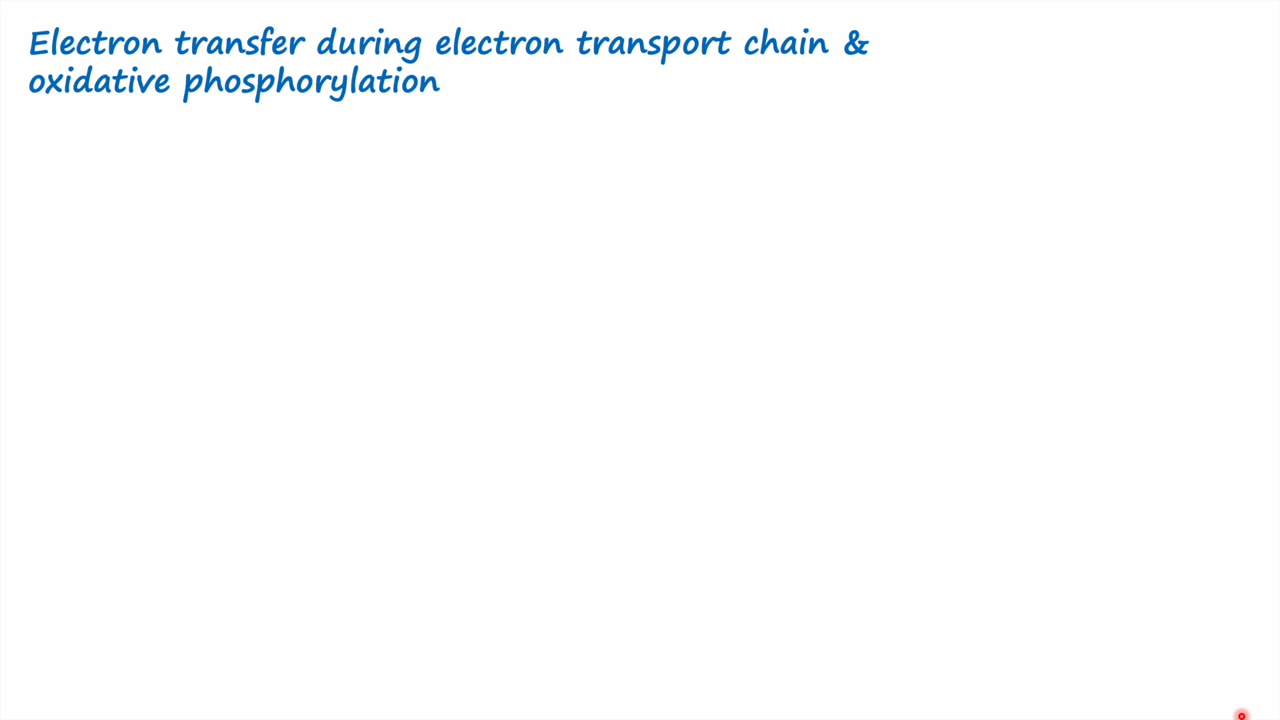 Electron transfer during electron transport chain &
oxidative phosphorylation